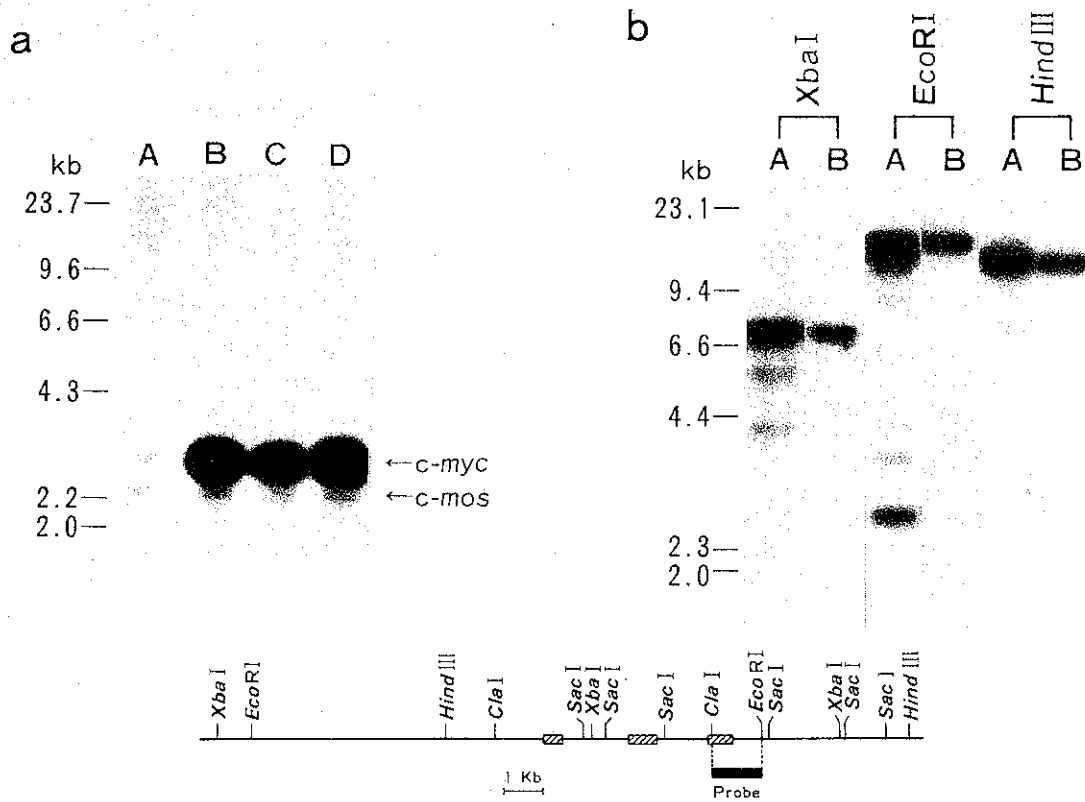 a
A B C D
kb
23.7
9.6
6.6
4.3
2.2
2.0
←c-myc
←c-mos
b
XbaI EcoRI HindIII
A B A B A B
kb
23.1
9.4
6.6
4.4
2.3
2.0
XbaI EcoRI HindIII ClaI SacI XbaI SacI SacI ClaI EcoRI SacI XbaI SacI SacI HindIII
1 Kb
Probe